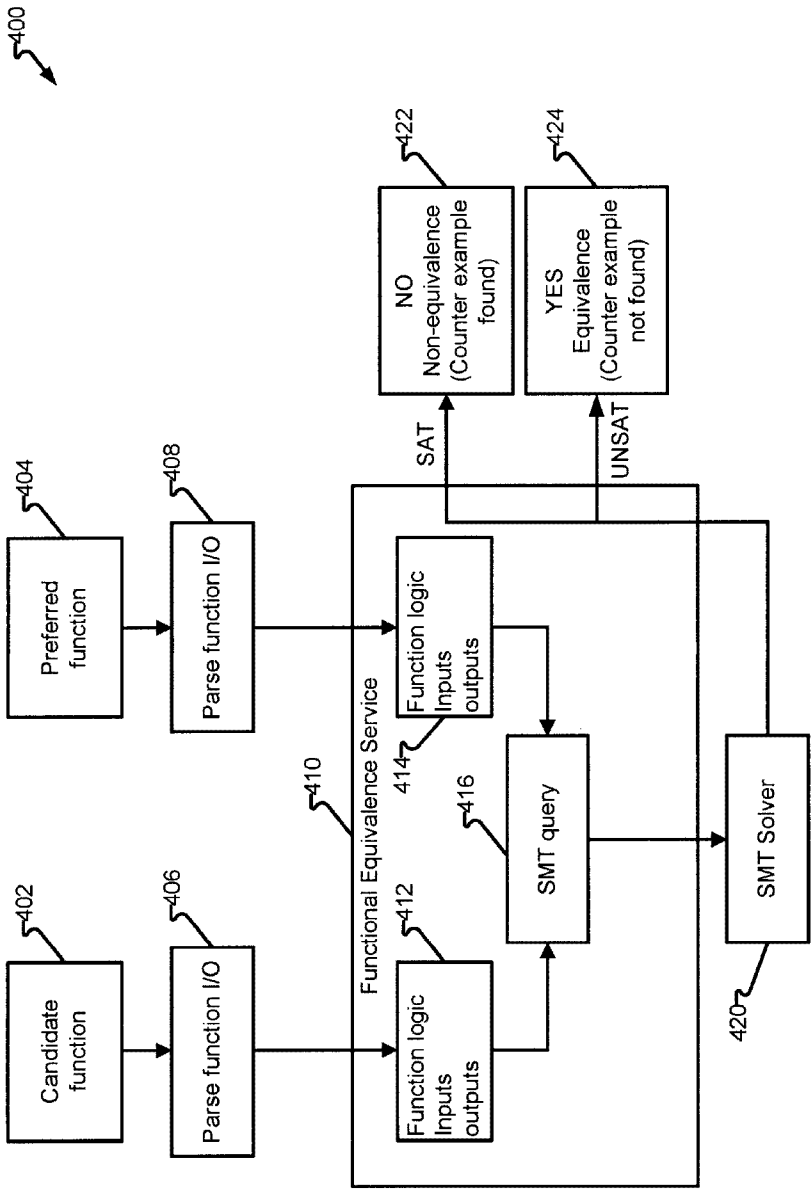 400
402
Candidate
function
404
Preferred
function
406
Parse function I/O
408
Parse function I/O
410
Functional Equivalence Service
412
Function logic
Inputs
outputs
414
Function logic
Inputs
outputs
416
SMT query
420
SMT Solver
SAT
UNSAT
422
NO
Non-equivalence
(Counter example
found)
424
YES
Equivalence
(Counter example
not found)